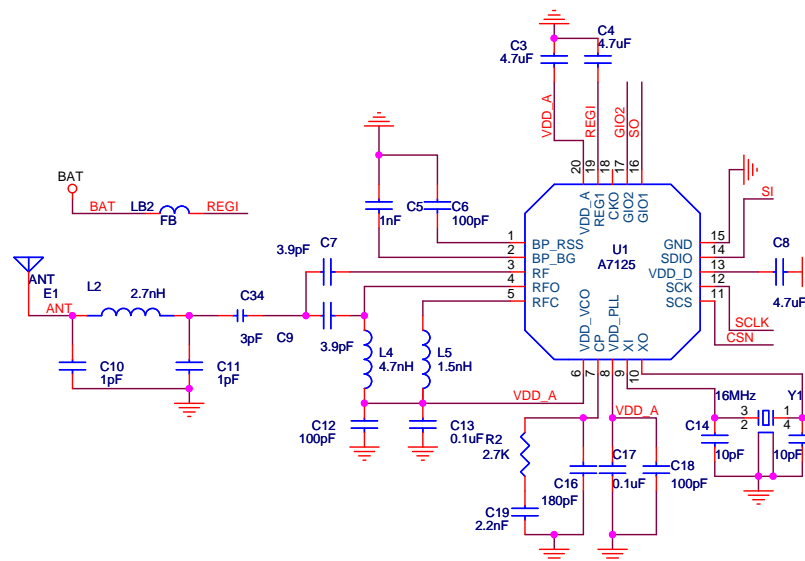 C3
4.7uF
C4
4.7uF
VDD_A
REGI
GIO2
SO
20
19
18
17
16
VDD_A
REG1
CKO
GIO2
GIO1
BAT
BAT
LB2
FB
REGI
1nF
C5
C6
100pF
1
2
3
4
5
BP_RSS
BP_BG
RF
RFO
RFC
U1
A7125
GND
SDIO
VDD_D
SCK
SCS
15
14
13
12
11
SI
C8
4.7uF
SCLK
CSN
C7
3.9pF
ANT
E1
ANT
L2
2.7nH
C34
3pF
C9
3.9pF
C10
1pF
C11
1pF
L4
4.7nH
L5
1.5nH
VDD_VCO
CP
VDD_PLL
XI
XO
6
7
8
9
10
VDD_A
VDD_A
C12
100pF
C13
0.1uF
R2
2.7K
C16
180pF
C17
0.1uF
C18
100pF
C19
2.2nF
16MHz
Y1
3
2
1
4
C14
10pF
10pF